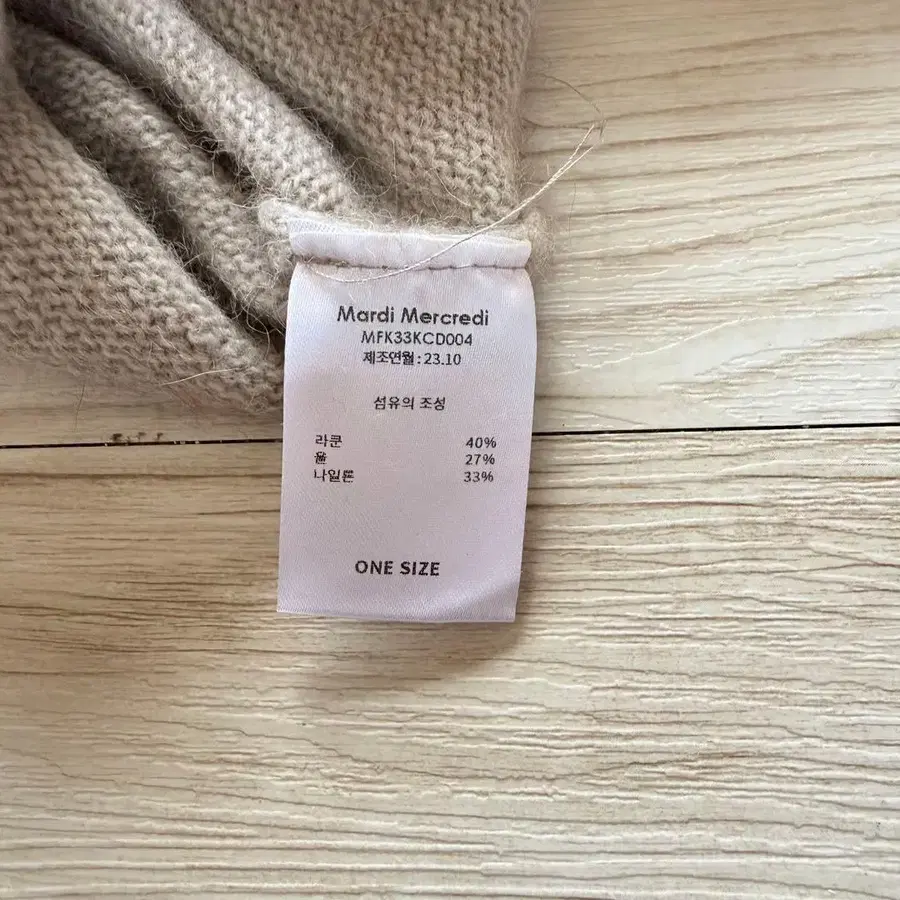 Mardi Mercredi
MFK33KCD004
제조연월 : 23.10
섬유의 조성
라쿤 40%
울 27%
나일론 33%
ONE SIZE